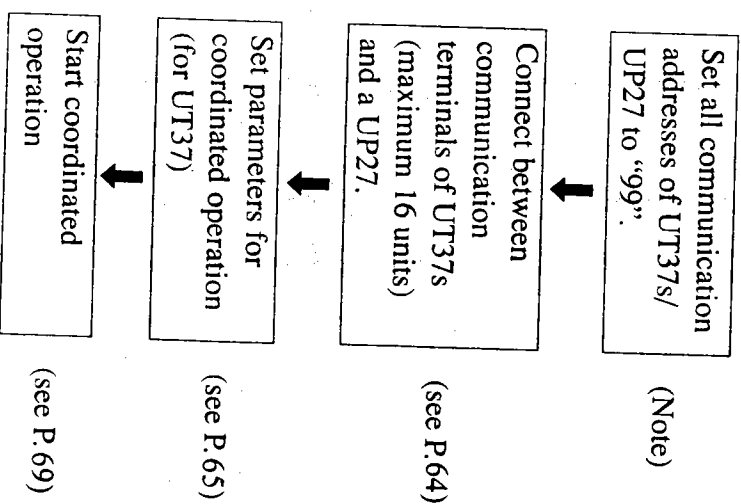 Set all communication
addresses of UT37s/
UP27 to “99”.
(Note)
Connect between
communication
terminals of UT37s
(maximum 16 units)
and a UP27.
(see P.64)
Set parameters for
coordinated operation
(for UT37)
(see P.65)
Start coordinated
operation
(see P.69)